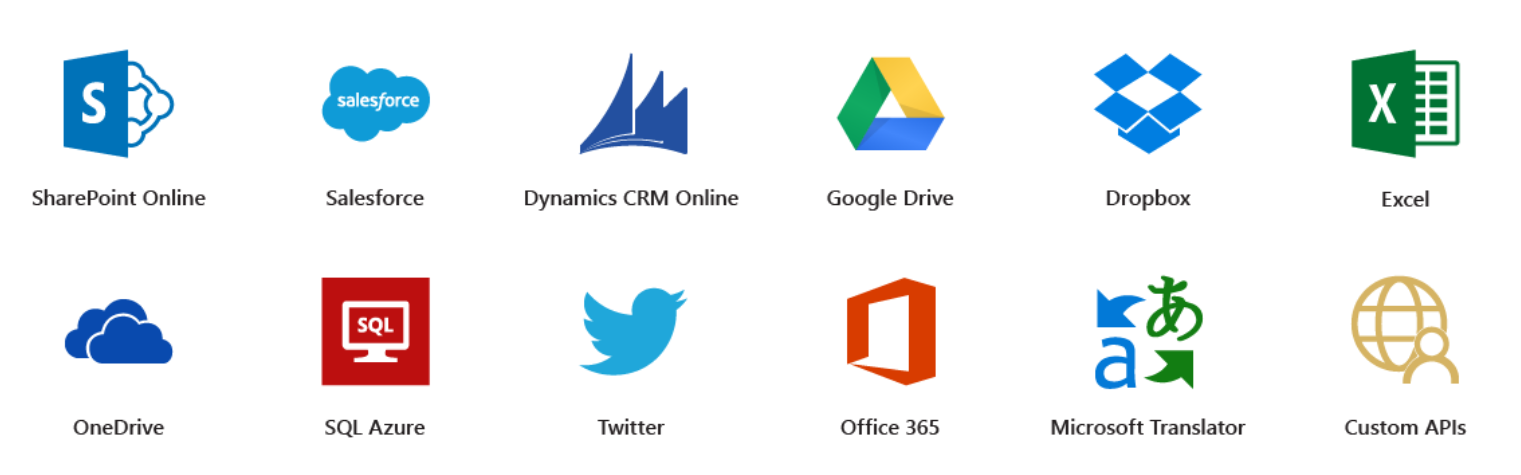 S
salesforce
X
SharePoint Online
Salesforce
Dynamics CRM Online
Google Drive
Dropbox
Excel
SQL
あ
a
OneDrive
SQL Azure
Twitter
Office 365
Microsoft Translator
Custom APIs